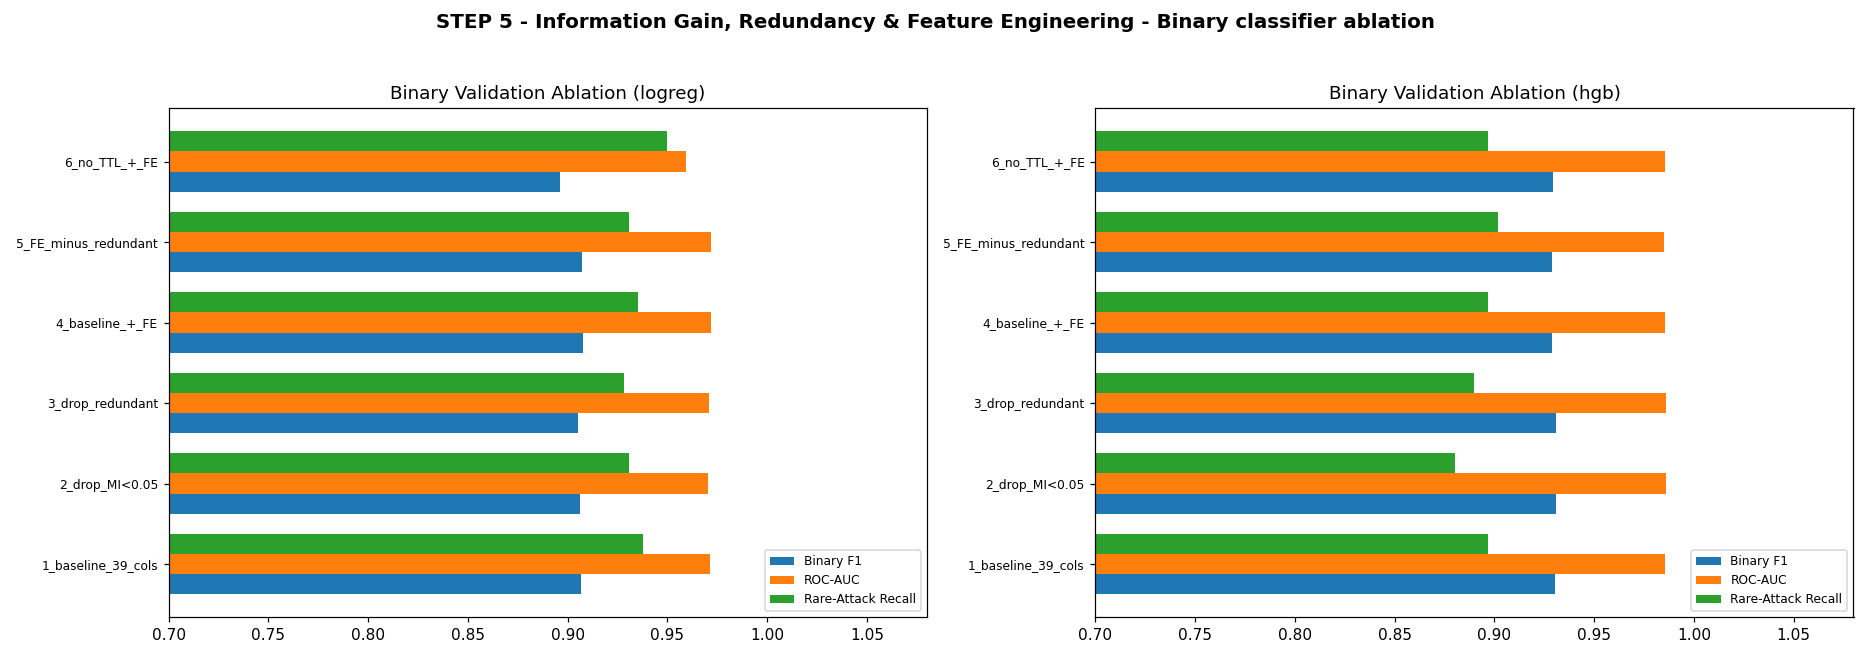 STEP 5 - Information Gain, Redundancy & Feature Engineering - Binary classifier ablation
Binary Validation Ablation (logreg)
6_no_TTL_+_FE
5_FE_minus_redundant
4_baseline_+_FE
3_drop_redundant
2_drop_MI<0.05
1_baseline_39_cols
Binary F1
ROC-AUC
Rare-Attack Recall
0.70 0.75 0.80 0.85 0.90 0.95 1.00 1.05
Binary Validation Ablation (hgb)
6_no_TTL_+_FE
5_FE_minus_redundant
4_baseline_+_FE
3_drop_redundant
2_drop_MI<0.05
1_baseline_39_cols
Binary F1
ROC-AUC
Rare-Attack Recall
0.70 0.75 0.80 0.85 0.90 0.95 1.00 1.05